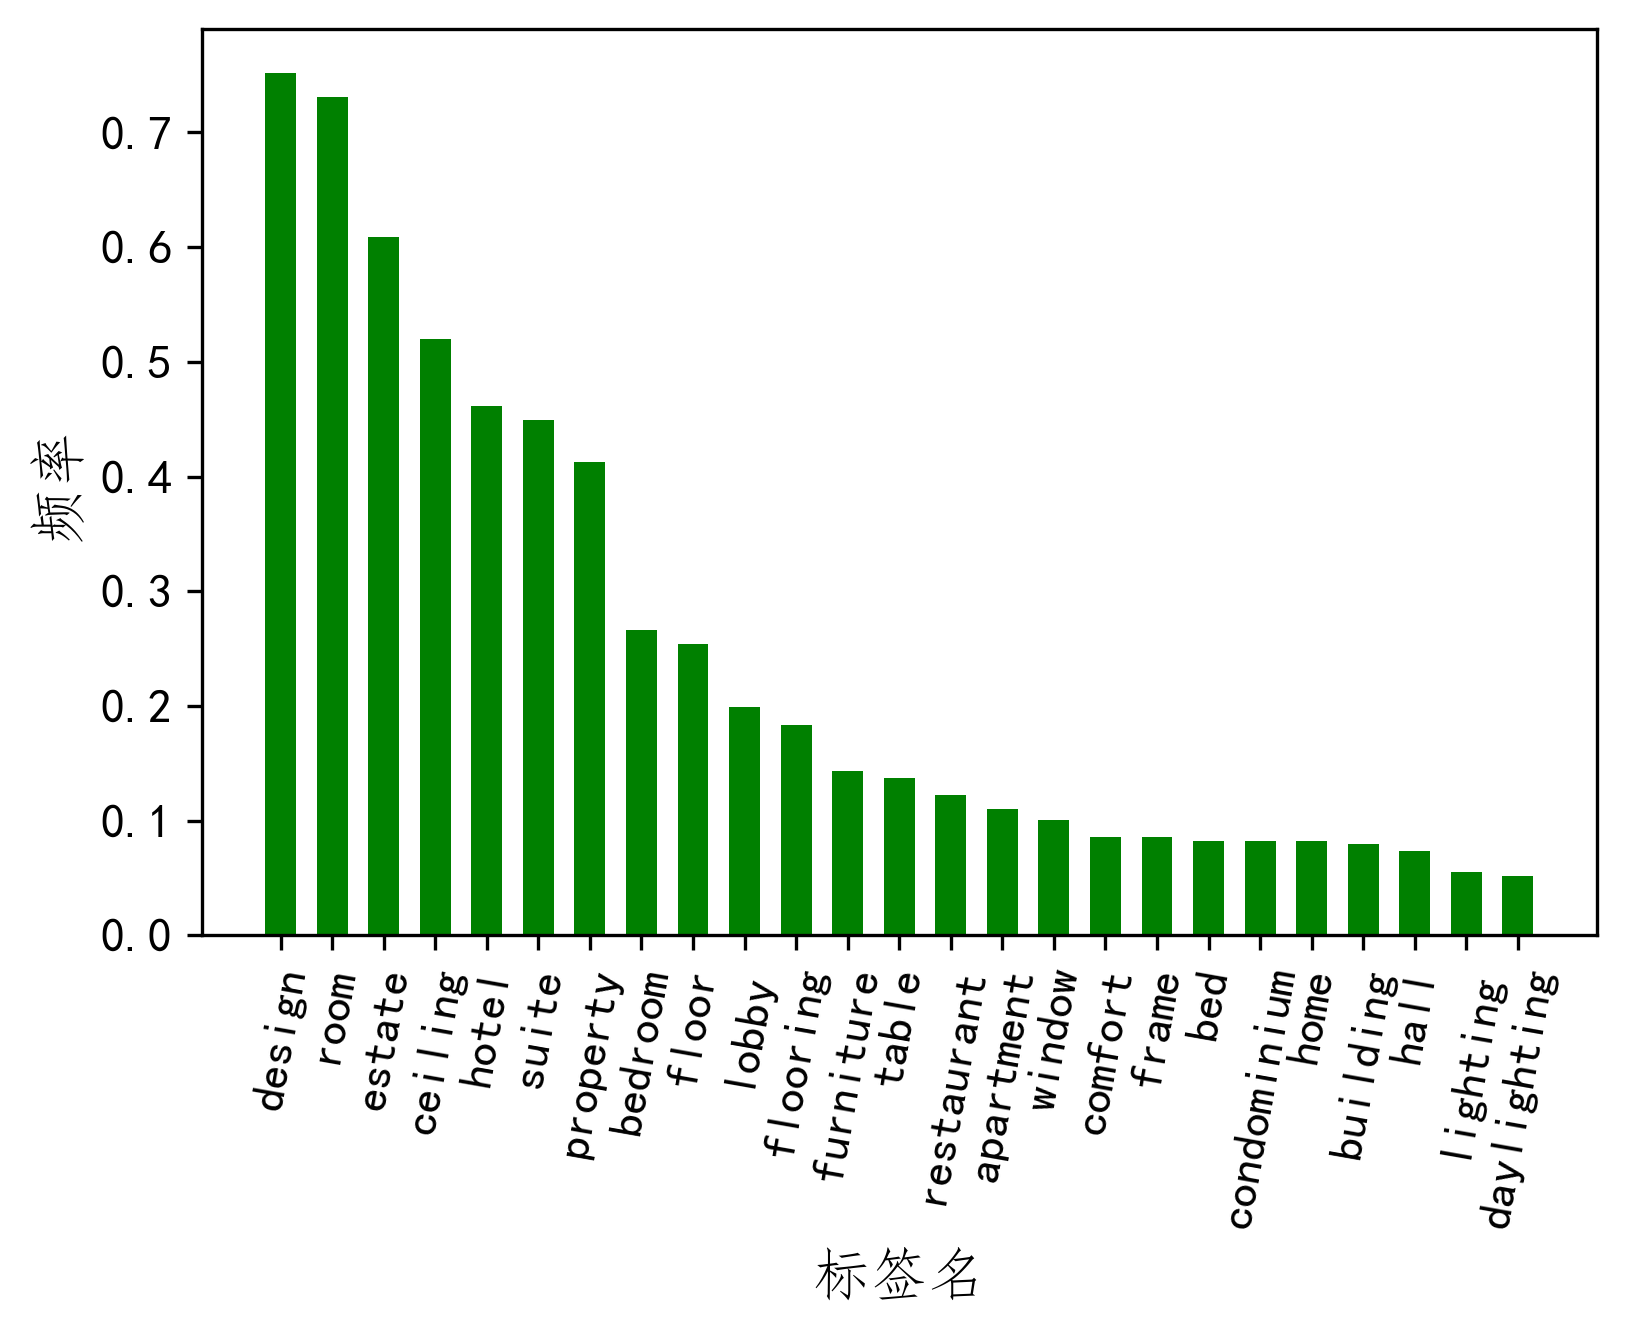 频率
0.7
0.6
0.5
0.4
0.3
0.2
0.1
0.0
design
room
estate
ceiling
hotel
suite
property
bedroom
floor
lobby
flooring
furniture
table
restaurant
apartment
window
comfort
frame
bed
condominium
home
building
hall
lighting
daylighting
标签名